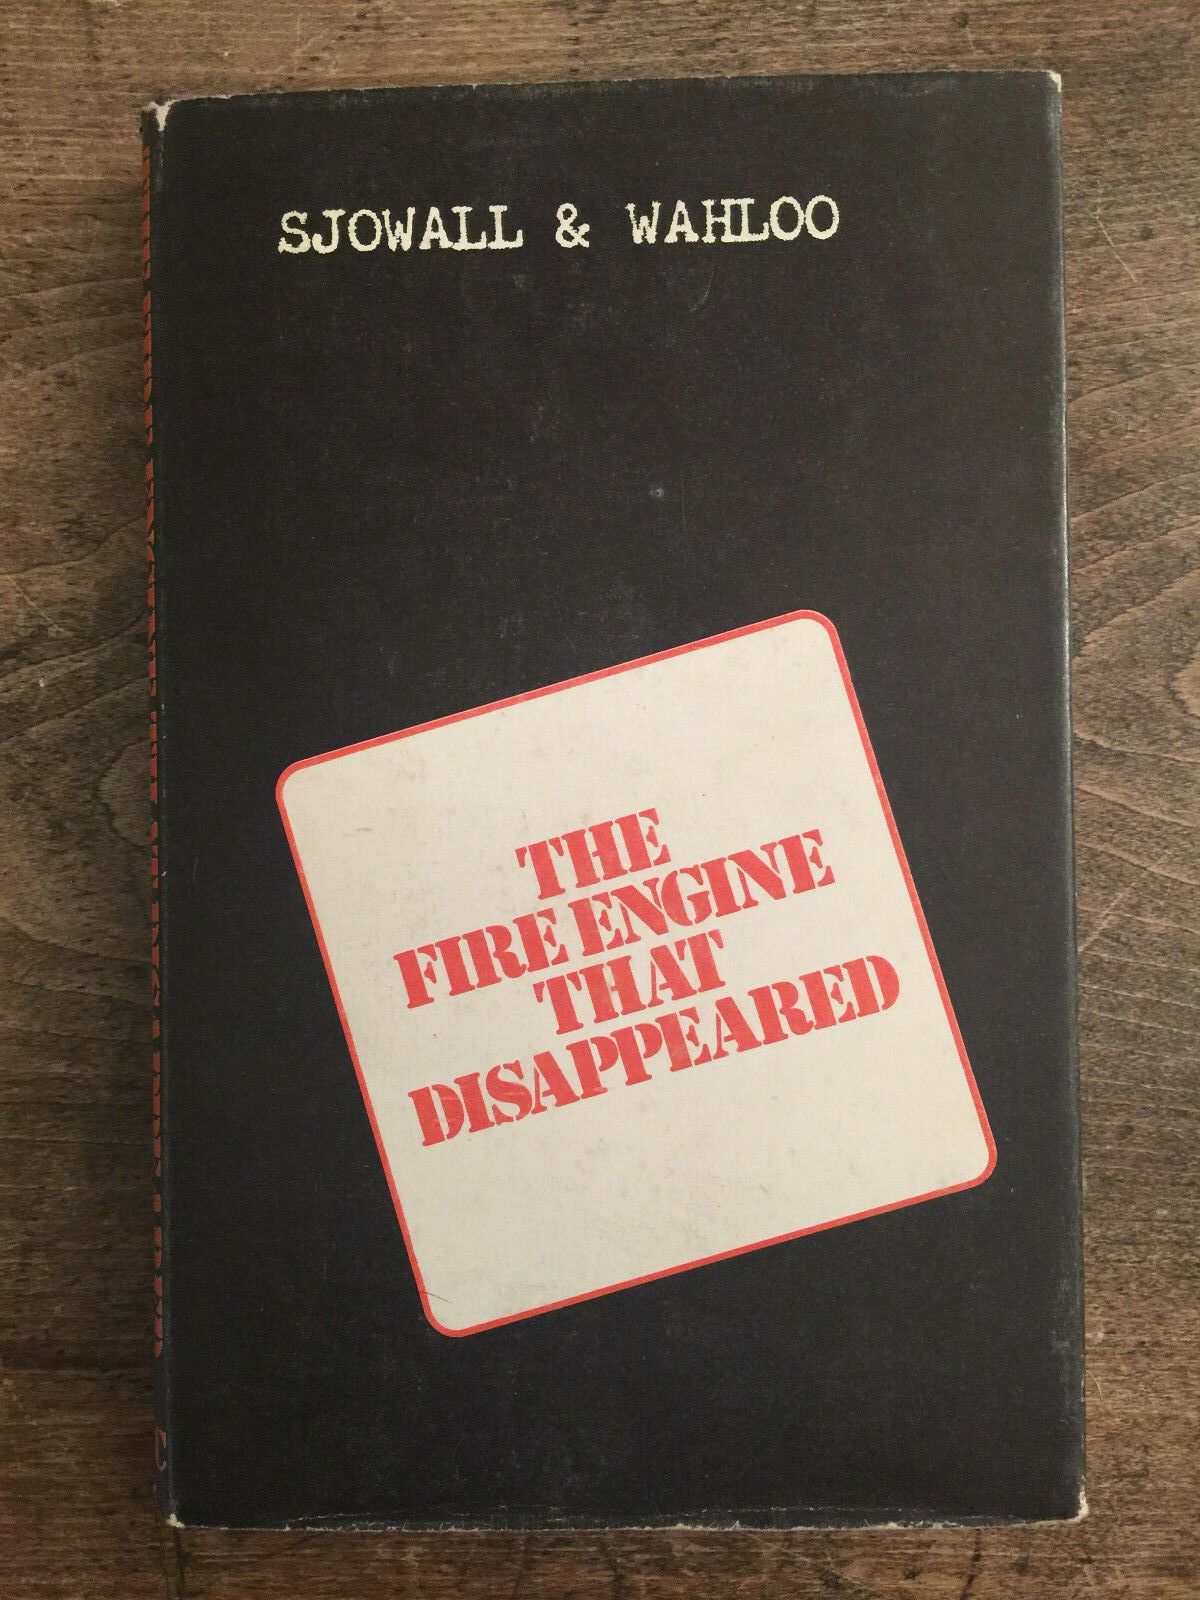 SJOWALL & WAHLOO
THE
FIRE ENGINE
THAT
DISAPPEARED